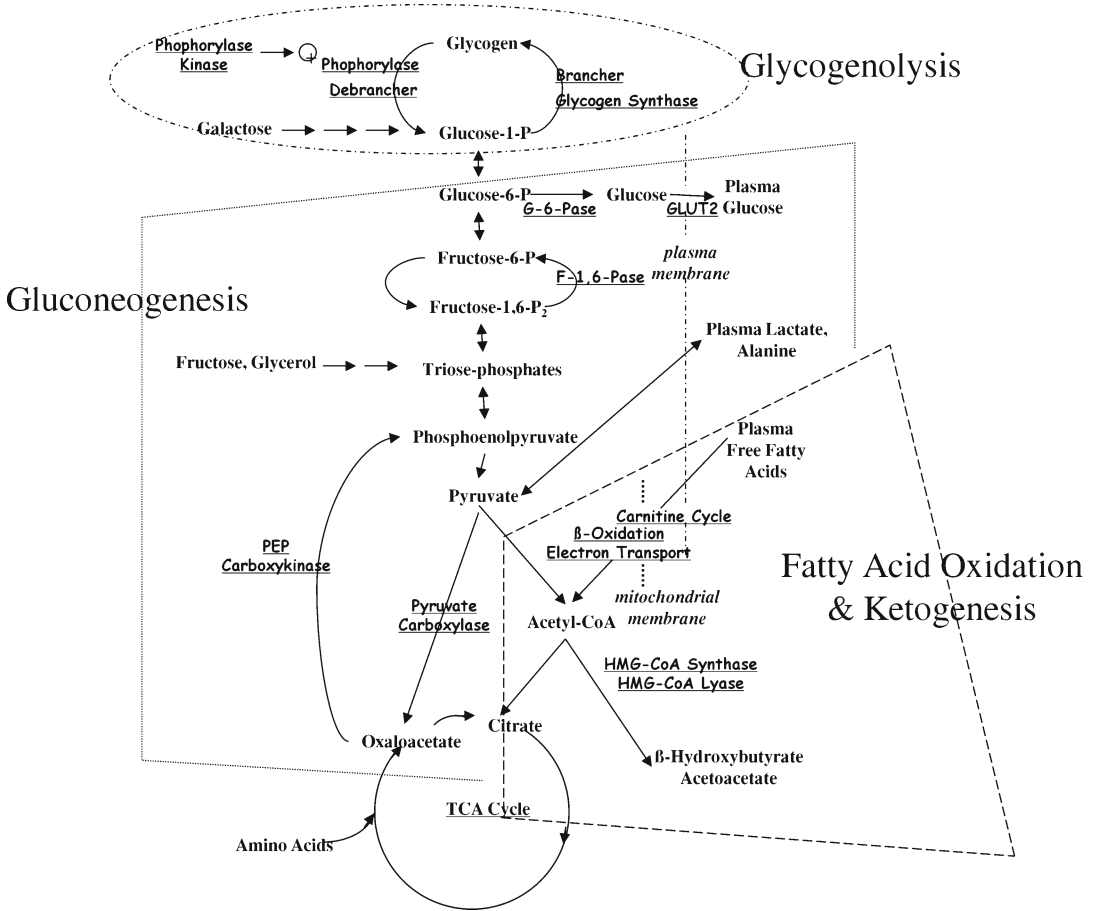 Glycogenolysis
Phophorylase
Kinase
+
Phophorylase
Debrancher
Glycogen
Brancher
Glycogen Synthase
Galactose
Glucose-1-P
Glucose-6-P
G-6-Pase
Glucose
GLUT2
Plasma
Glucose
Fructose-6-P
F-1,6-Pase
plasma
membrane
Gluconeogenesis
Fructose-1,6-P₂
Plasma Lactate,
Alanine
Fructose, Glycerol
Triose-phosphates
Phosphoenolpyruvate
Plasma
Free Fatty
Acids
Pyruvate
Carnitine Cycle
ß-Oxidation
Electron Transport
PEP
Carboxykinase
Fatty Acid Oxidation
& Ketogenesis
Pyruvate
Carboxylase
Acetyl-CoA
mitochondrial
membrane
HMG-CoA Synthase
HMG-CoA Lyase
Oxaloacetate
Citrate
ß-Hydroxybutyrate
Acetoacetate
TCA Cycle
Amino Acids